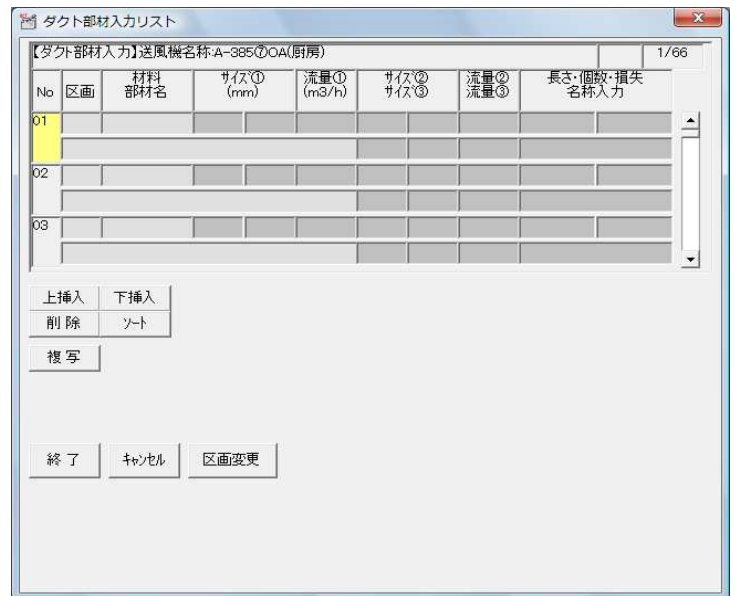 ダクト部材入力リスト
【ダクト部材入力】送風機名称:A-385⑦OA(厨房) 1/66
No 区画 材料 部材名 サイズ① (mm) 流量① (m3/h) サイズ② サイズ③ 流量② 流量③ 長さ・個数・損失 名称入力
01
02
03
上挿入 下挿入
削 除 ソート
複 写
終 了 キャンセル 区画変更